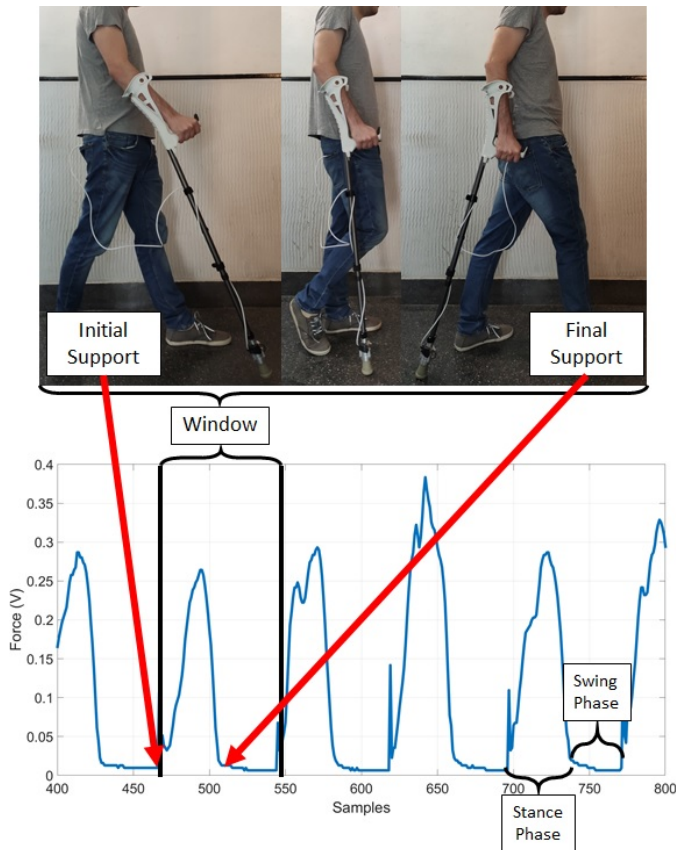 Initial
Support
Final
Support
Window
0.4
0.35
0.3
0.25
0.2
0.15
0.1
0.05
0
Force (V)
400
450
500
550
600
650
700
750
800
Samples
Swing
Phase
Stance
Phase